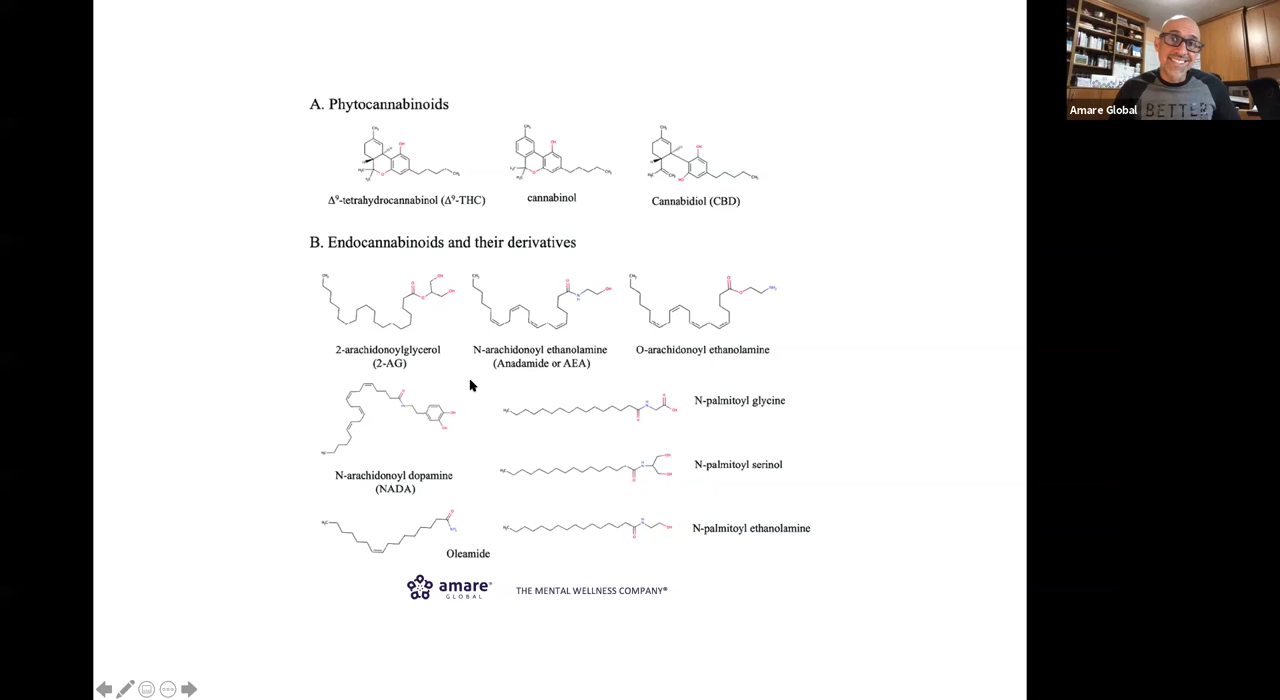 A. Phytocannabinoids
Δ⁹-tetrahydrocannabinol (Δ⁹-THC)
cannabinol
Cannabidiol (CBD)
B. Endocannabinoids and their derivatives
2-arachidonoylglycerol
(2-AG)
N-arachidonoyl ethanolamine
(Anadamide or AEA)
O-arachidonoyl ethanolamine
N-palmitoyl glycine
N-arachidonoyl dopamine
(NADA)
N-palmitoyl serinol
N-palmitoyl ethanolamine
Oleamide
amare®
GLOBAL
THE MENTAL WELLNESS COMPANY®
Amare Global
BETTER